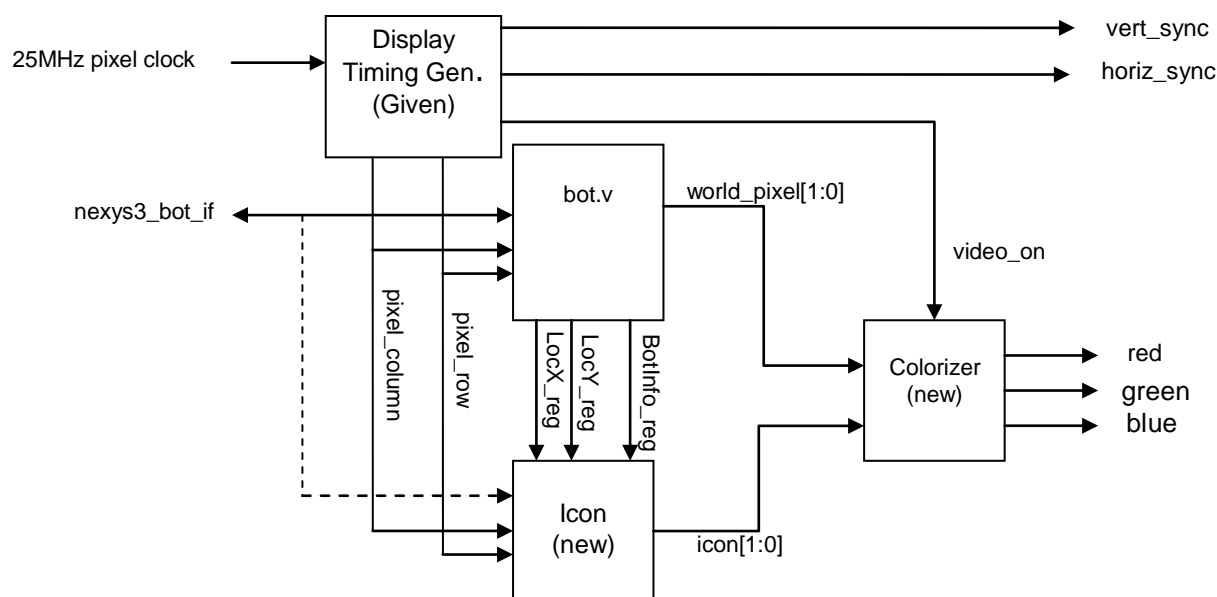 25MHz pixel clock
Display
Timing Gen.
(Given)
vert_sync
horiz_sync
nexys3_bot_if
bot.v
world_pixel[1:0]
video_on
pixel_column
pixel_row
LocX_reg
LocY_reg
BotInfo_reg
Colorizer
(new)
red
green
blue
Icon
(new)
icon[1:0]